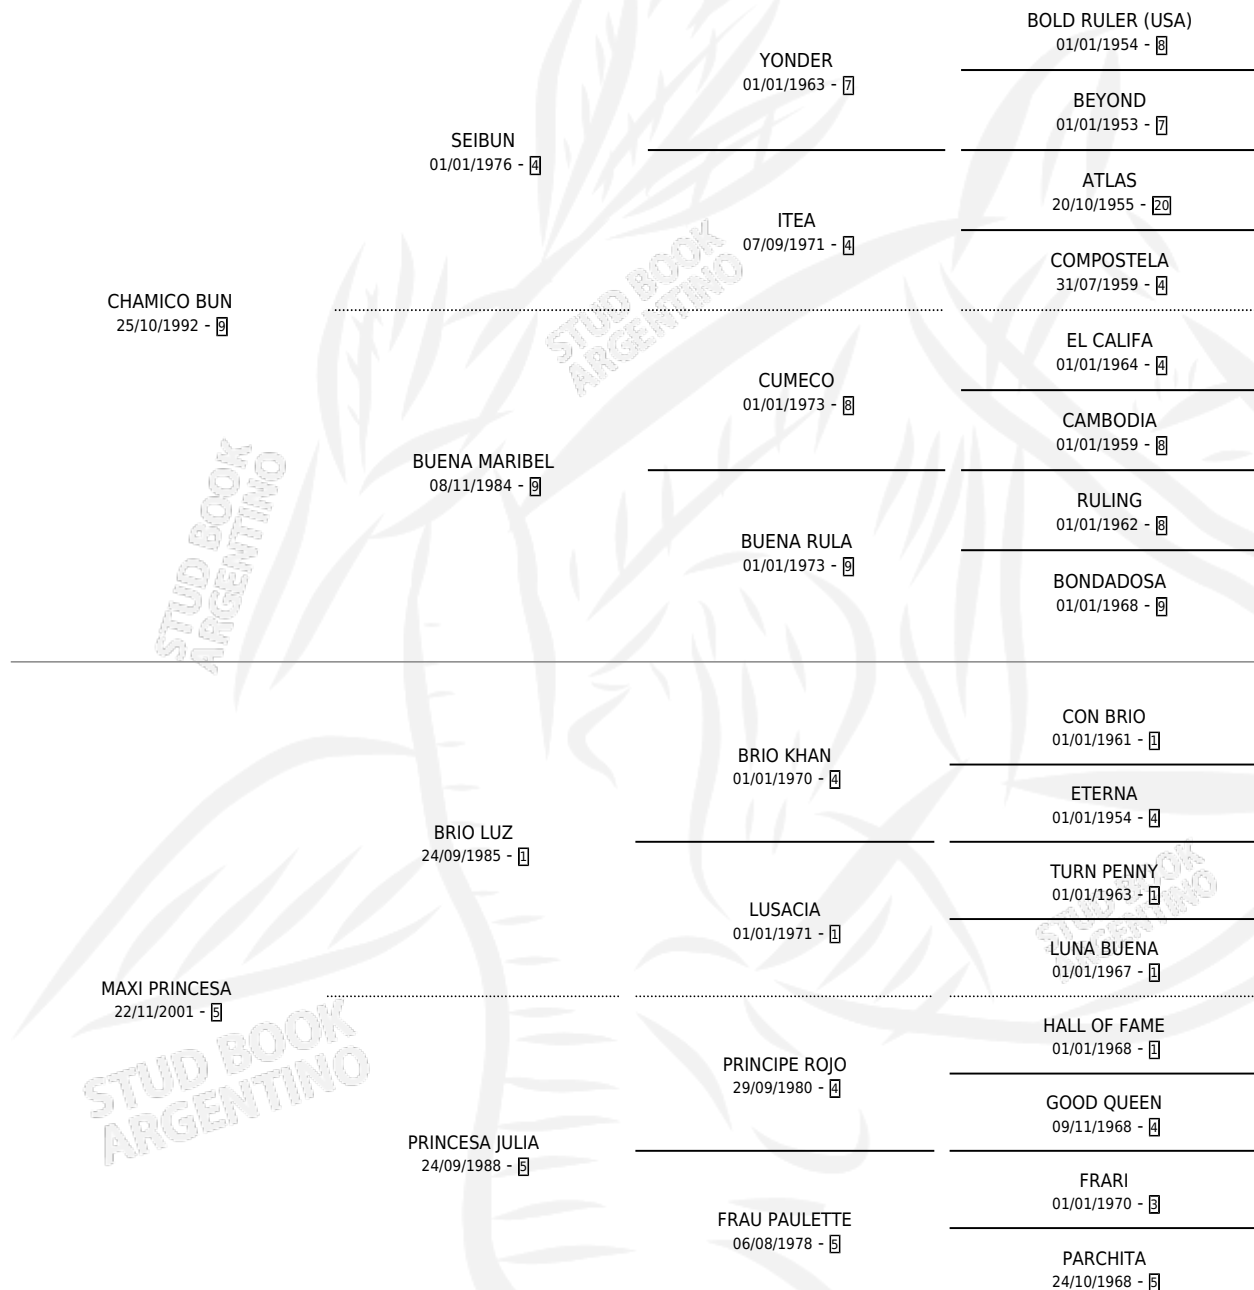 BOLD RULER (USA)
01/01/1954 - 8
YONDER
01/01/1963 - 7
BEYOND
01/01/1953 - 7
SEIBUN
01/01/1976 - 4
ATLAS
20/10/1955 - 20
ITEA
07/09/1971 - 4
COMPOSTELA
31/07/1959 - 4
CHAMICO BUN
25/10/1992 - 9
EL CALIFA
01/01/1964 - 4
CUMECO
01/01/1973 - 8
CAMBODIA
01/01/1959 - 8
BUENA MARIBEL
08/11/1984 - 9
RULING
01/01/1962 - 8
BUENA RULA
01/01/1973 - 9
BONDADOSA
01/01/1968 - 9
CON BRIO
01/01/1961 - 1
BRIO KHAN
01/01/1970 - 4
ETERNA
01/01/1954 - 4
BRIO LUZ
24/09/1985 - 1
TURN PENNY
01/01/1963 - 1
LUSACIA
01/01/1971 - 1
LUNA BUENA
01/01/1967 - 1
MAXI PRINCESA
22/11/2001 - 5
HALL OF FAME
01/01/1968 - 1
PRINCIPE ROJO
29/09/1980 - 4
GOOD QUEEN
09/11/1968 - 4
PRINCESA JULIA
24/09/1988 - 5
FRARI
01/01/1970 - 3
FRAU PAULETTE
06/08/1978 - 5
PARCHITA
24/10/1968 - 5
STUD BOOK
ARGENTINO
STUD BOOK
ARGENTINO
STUD BOOK
ARGENTINO
STUD BOOK
ARGENTINO